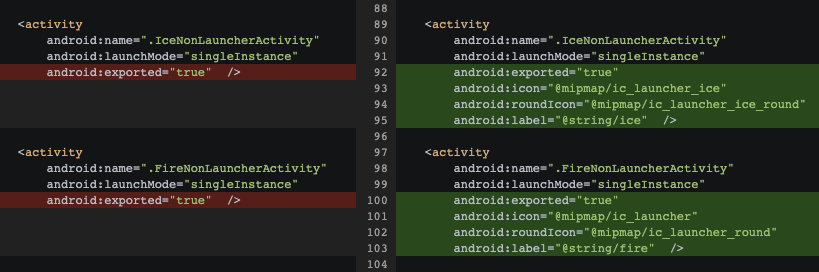 <activity
android:name=".IceNonLauncherActivity"
android:launchMode="singleInstance"
android:exported="true" />
<activity
android:name=".FireNonLauncherActivity"
android:launchMode="singleInstance"
android:exported="true" />
88
89 <activity
90 android:name=".IceNonLauncherActivity"
91 android:launchMode="singleInstance"
92 android:exported="true"
93 android:icon="@mipmap/ic_launcher_ice"
94 android:roundIcon="@mipmap/ic_launcher_ice_round"
95 android:label="@string/ice" />
96
97 <activity
98 android:name=".FireNonLauncherActivity"
99 android:launchMode="singleInstance"
100 android:exported="true"
101 android:icon="@mipmap/ic_launcher"
102 android:roundIcon="@mipmap/ic_launcher_round"
103 android:label="@string/fire" />
104